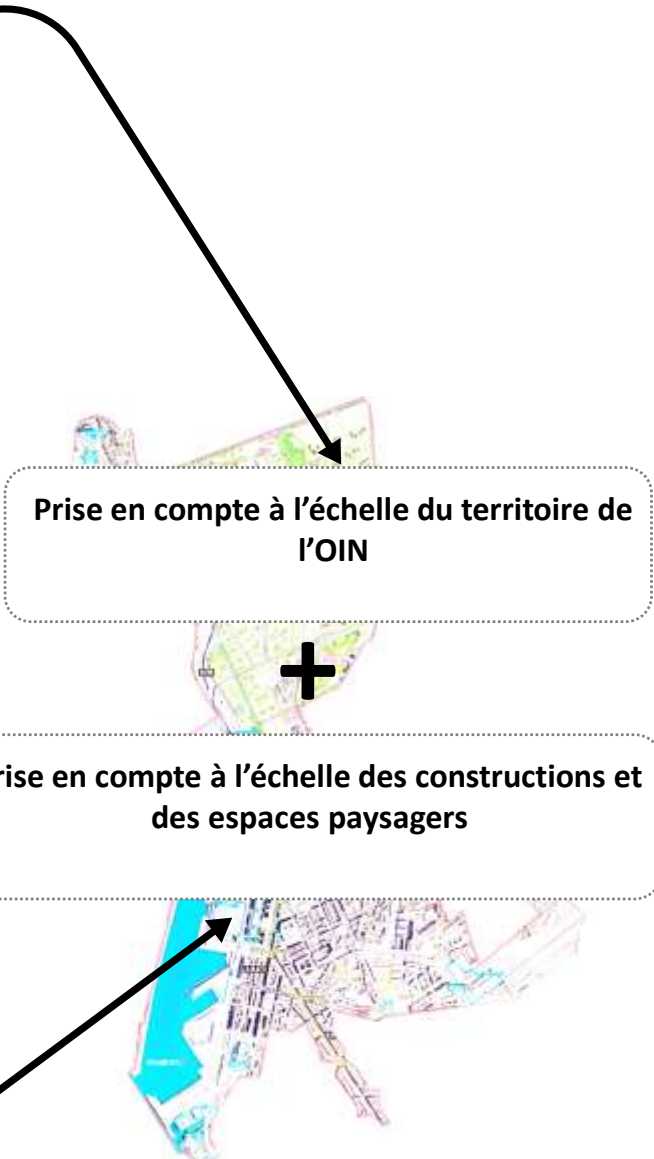 Prise en compte à l’échelle du territoire de
l’OIN
+
rise en compte à l’échelle des constructions et
des espaces paysagers